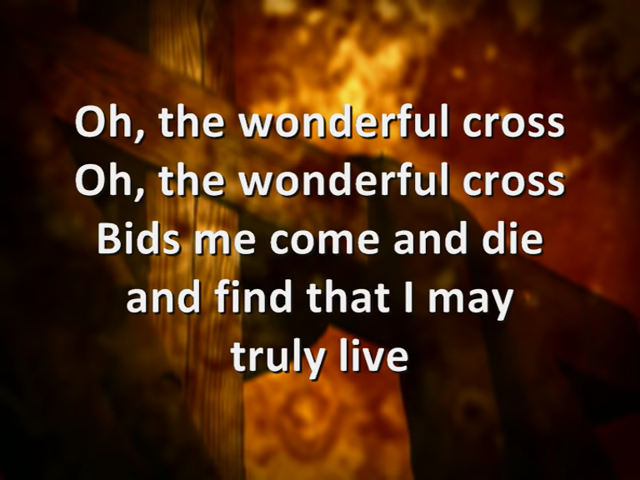 Oh, the wonderful cross
Oh, the wonderful cross
Bids me come and die
and find that I may
truly live